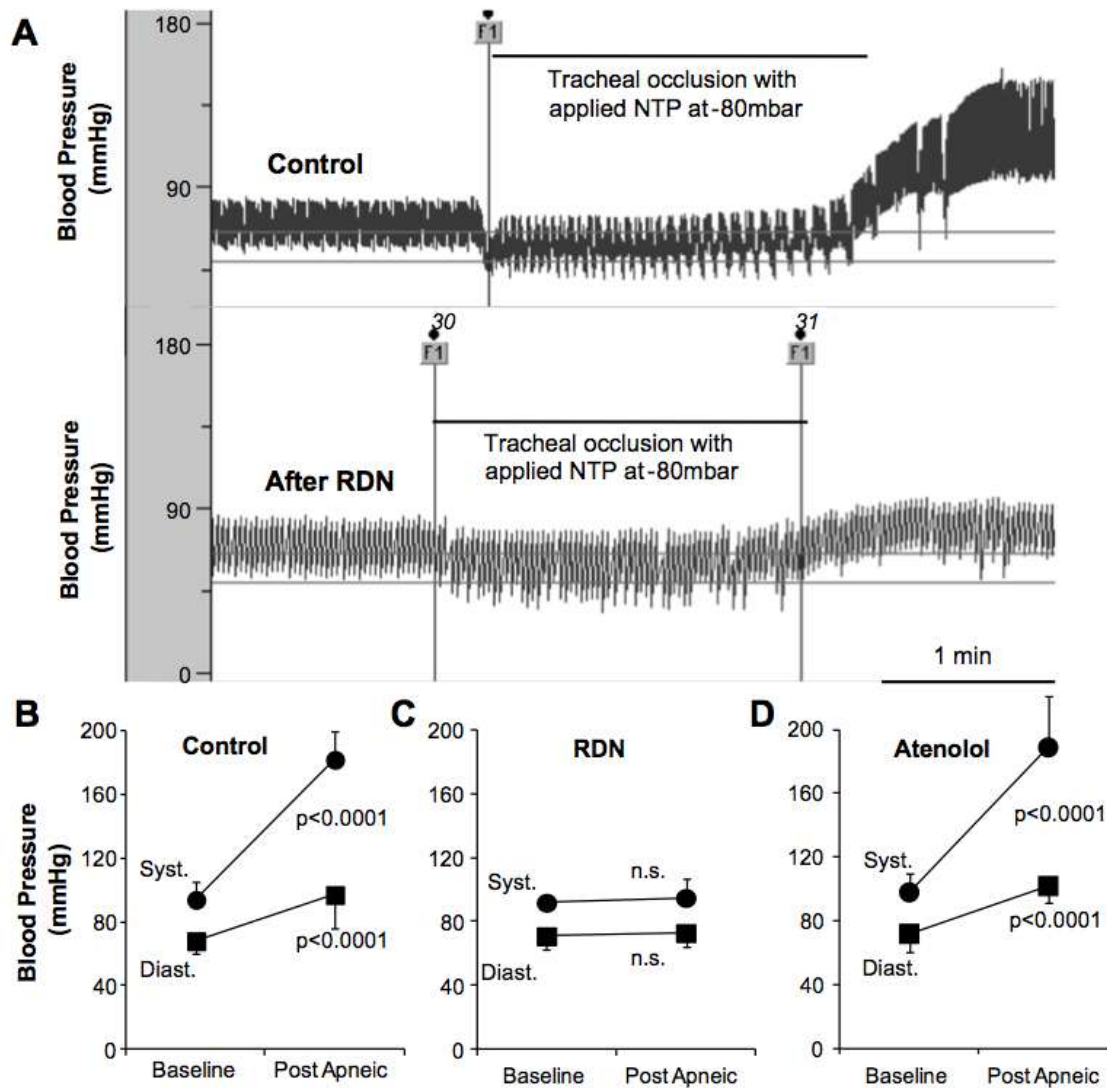 A
180
F1
Tracheal occlusion with
applied NTP at -80mbar
Control
90
Blood Pressure
(mmHg)
30
31
180
F1
F1
Tracheal occlusion with
applied NTP at -80mbar
After RDN
90
Blood Pressure
(mmHg)
0
1 min
B
Control
200
160
120
80
40
0
Blood Pressure
(mmHg)
Syst.
p<0.0001
Diast.
p<0.0001
Baseline
Post Apneic
C
RDN
200
160
120
80
40
0
Syst.
n.s.
Diast.
n.s.
Baseline
Post Apneic
D
Atenolol
200
160
120
80
40
0
Syst.
p<0.0001
Diast.
p<0.0001
Baseline
Post Apneic